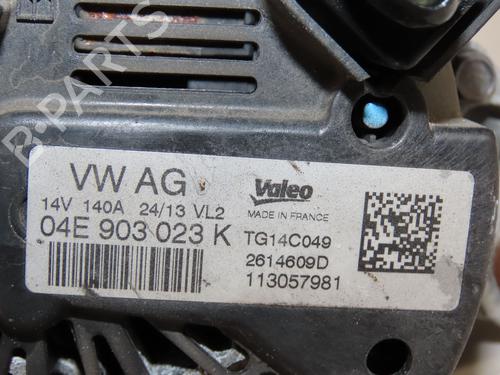 B-PARTS
VW AG
14V 140A 24/13 VL2
04E 903 023 K
Valeo
MADE IN FRANCE
TG14C049
2614609D
113057981